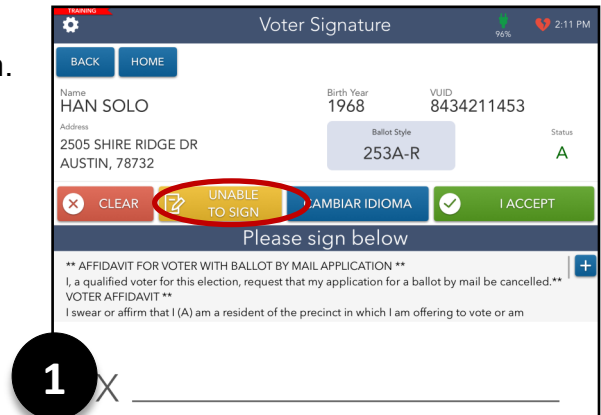 TRAINING
Voter Signature
96%
2:11 PM
BACK HOME
Name Birth Year VUID
HAN SOLO 1968 8434211453
Address Ballot Style Status
2505 SHIRE RIDGE DR
AUSTIN, 78732
253A-R A
CLEAR UNABLE TO SIGN CAMBIAR IDIOMA I ACCEPT
Please sign below
** AFFIDAVIT FOR VOTER WITH BALLOT BY MAIL APPLICATION **
I, a qualified voter for this election, request that my application for a ballot by mail be cancelled.**
VOTER AFFIDAVIT **
I swear or affirm that I (A) am a resident of the precinct in which I am offering to vote or am
1 X